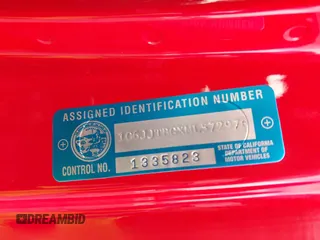 ASSIGNED IDENTIFICATION NUMBER
CONTROL NO.
1335823
STATE OF CALIFORNIA
DEPARTMENT OF
MOTOR VEHICLES
DREAMBID